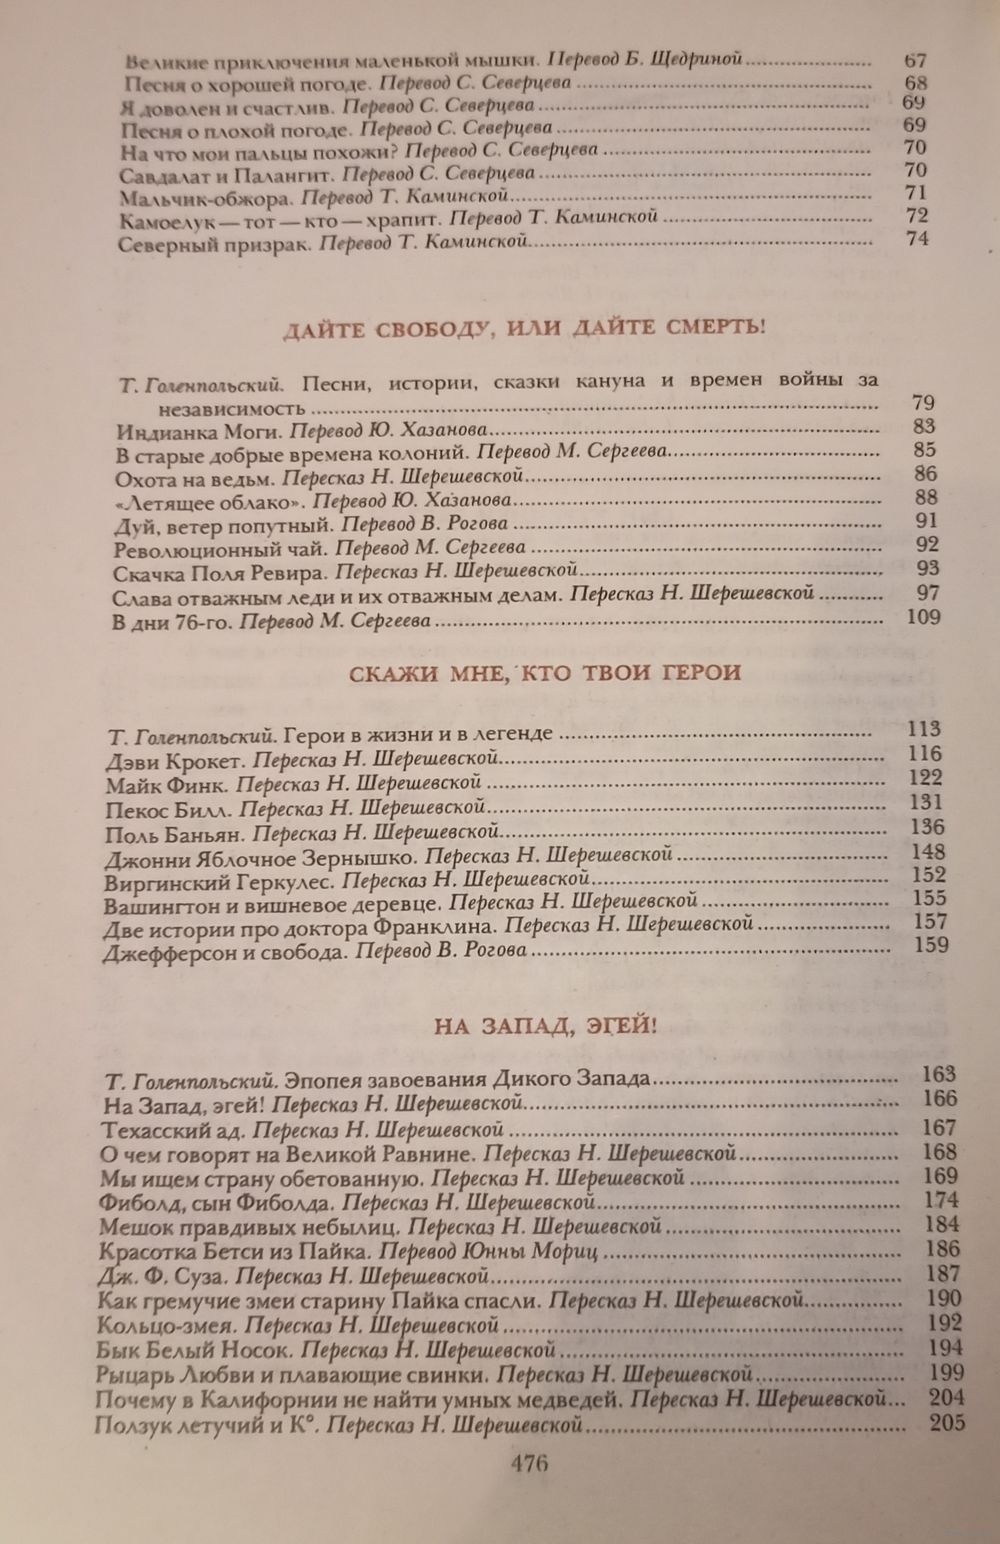 Великие приключения маленькой мышки. Перевод Б. Щедриной ........ 67
Песня о хорошей погоде. Перевод С. Северцева ........ 68
Я доволен и счастлив. Перевод С. Северцева ........ 69
Песня о плохой погоде. Перевод С. Северцева ........ 69
На что мои пальцы похожи? Перевод С. Северцева ........ 70
Савдалат и Палангит. Перевод С. Северцева ........ 70
Мальчик-обжора. Перевод Т. Каминской ........ 71
Камоелук — тот — кто — храпит. Перевод Т. Каминской ........ 72
Северный призрак. Перевод Т. Каминской ........ 74
ДАЙТЕ СВОБОДУ, ИЛИ ДАЙТЕ СМЕРТЬ!
Т. Голенпольский. Песни, истории, сказки кануна и времен войны за
независимость ........ 79
Индианка Моги. Перевод Ю. Хазанова ........ 83
В старые добрые времена колоний. Перевод М. Сергеева ........ 85
Охота на ведьм. Пересказ Н. Шерешевской ........ 86
«Летящее облако». Перевод Ю. Хазанова ........ 88
Дуй, ветер попутный. Перевод В. Рогова ........ 91
Революционный чай. Перевод М. Сергеева ........ 92
Скачка Поля Ревира. Пересказ Н. Шерешевской ........ 93
Слава отважным леди и их отважным делам. Пересказ Н. Шерешевской ........ 97
В дни 76-го. Перевод М. Сергеева ........ 109
СКАЖИ МНЕ, КТО ТВОИ ГЕРОИ
Т. Голенпольский. Герои в жизни и в легенде ........ 113
Дэви Крокет. Пересказ Н. Шерешевской ........ 116
Майк Финк. Пересказ Н. Шерешевской ........ 122
Пекос Билл. Пересказ Н. Шерешевской ........ 131
Поль Баньян. Пересказ Н. Шерешевской ........ 136
Джонни Яблочное Зернышко. Пересказ Н. Шерешевской ........ 148
Виргинский Геркулес. Пересказ Н. Шерешевской ........ 152
Вашингтон и вишневое деревце. Пересказ Н. Шерешевской ........ 155
Две истории про доктора Франклина. Пересказ Н. Шерешевской ........ 157
Джефферсон и свобода. Перевод В. Рогова ........ 159
НА ЗАПАД, ЭГЕЙ!
Т. Голенпольский. Эпопея завоевания Дикого Запада ........ 163
На Запад, эгей! Пересказ Н. Шерешевской ........ 166
Техасский ад. Пересказ Н. Шерешевской ........ 167
О чем говорят на Великой Равнине. Пересказ Н. Шерешевской ........ 168
Мы ищем страну обетованную. Пересказ Н. Шерешевской ........ 169
Фиболд, сын Фиболда. Пересказ Н. Шерешевской ........ 174
Мешок правдивых небылиц. Пересказ Н. Шерешевской ........ 184
Красотка Бетси из Пайка. Перевод Юнны Мориц ........ 186
Дж. Ф. Суза. Пересказ Н. Шерешевской ........ 187
Как гремучие змеи старину Пайка спасли. Пересказ Н. Шерешевской ........ 190
Кольцо-змея. Пересказ Н. Шерешевской ........ 192
Бык Белый Носок. Пересказ Н. Шерешевской ........ 194
Рыцарь Любви и плавающие свинки. Пересказ Н. Шерешевской ........ 199
Почему в Калифорнии не найти умных медведей. Пересказ Н. Шерешевской ... 204
Ползук летучий и К°. Пересказ Н. Шерешевской ........ 205
476